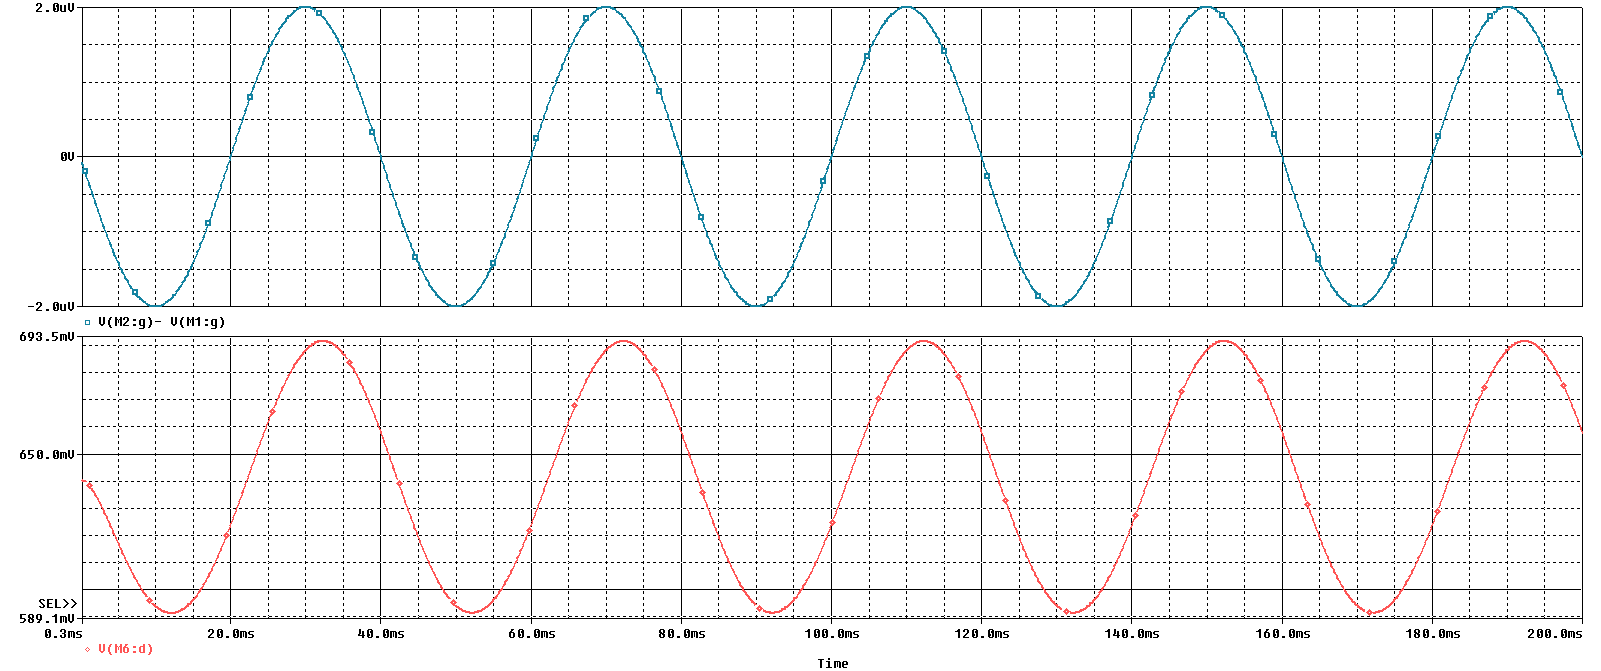 2.0uV
0V
-2.0uV
V(M2:g)- V(M1:g)
693.5mV
650.0mV
SEL>>
589.1mV
0.3ms 20.0ms 40.0ms 60.0ms 80.0ms 100.0ms 120.0ms 140.0ms 160.0ms 180.0ms 200.0ms
V(M6:d)
Time